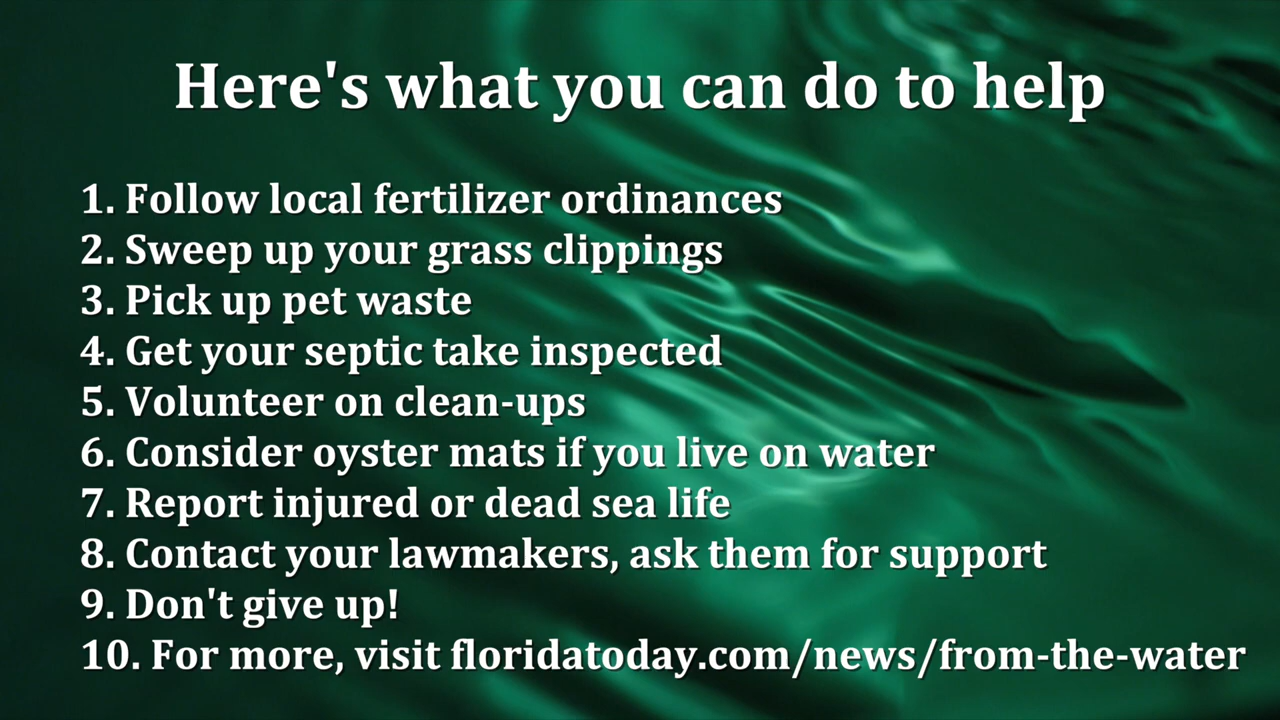 Here's what you can do to help
1. Follow local fertilizer ordinances
2. Sweep up your grass clippings
3. Pick up pet waste
4. Get your septic take inspected
5. Volunteer on clean-ups
6. Consider oyster mats if you live on water
7. Report injured or dead sea life
8. Contact your lawmakers, ask them for support
9. Don't give up!
10. For more, visit floridatoday.com/news/from-the-water